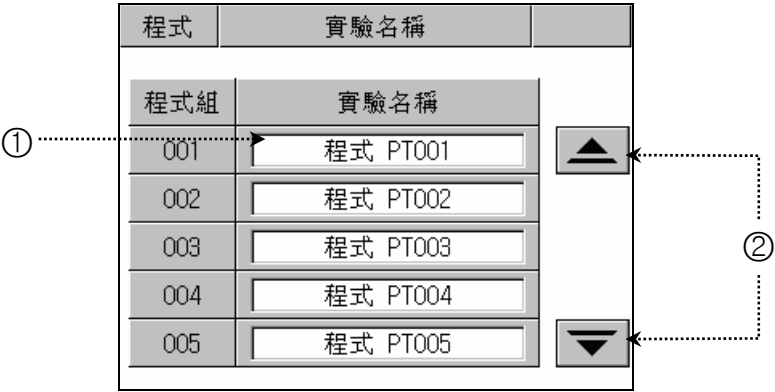 程式 實驗名稱
程式組 實驗名稱
① 001 程式 PT001
002 程式 PT002
003 程式 PT003
②
004 程式 PT004
005 程式 PT005